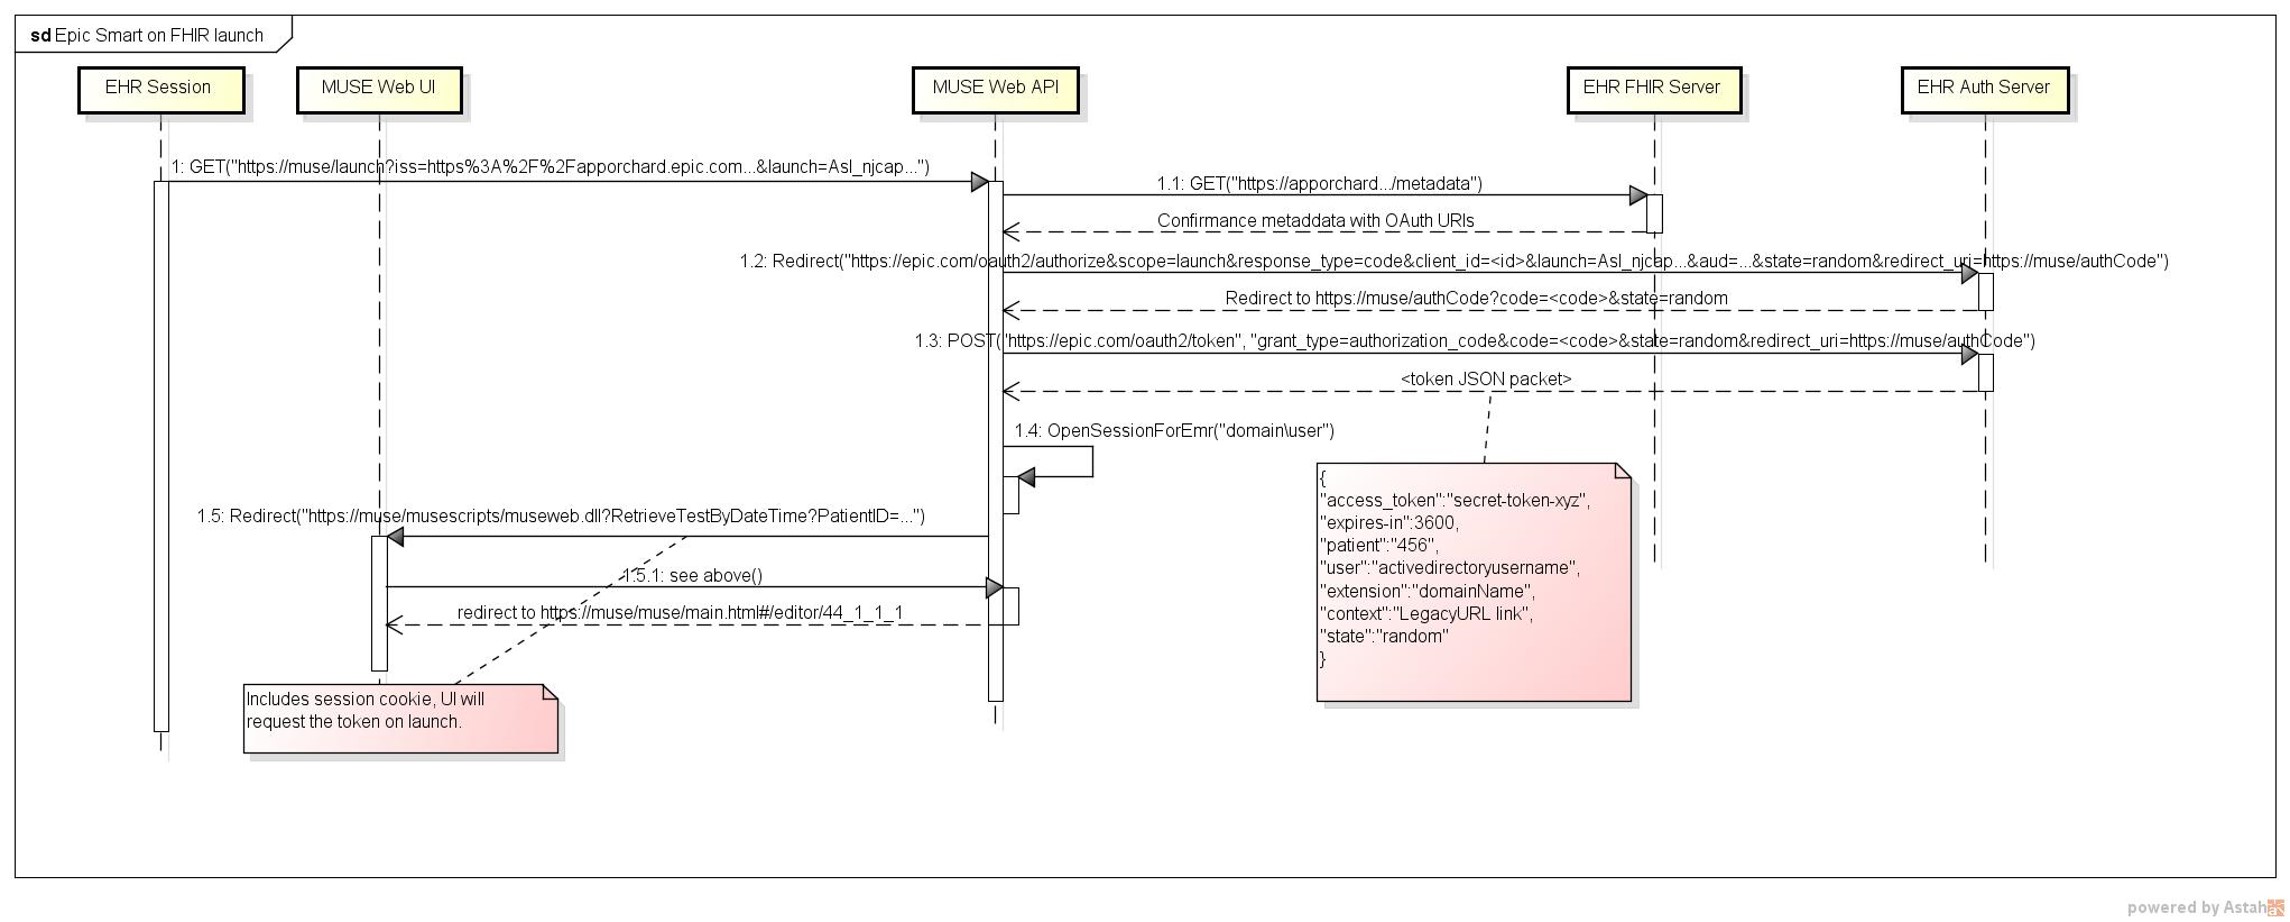 sd Epic Smart on FHIR launch
EHR Session
MUSE Web UI
MUSE Web API
EHR FHIR Server
EHR Auth Server
1: GET("https://muse/launch?iss=https%3A%2F%2Fapporchard.epic.com...&launch=Asl_njcap...")
1.1: GET("https://apporchard.../metadata")
Confirmance metaddata with OAuth URIs
1.2: Redirect("https://epic.com/oauth2/authorize&scope=launch&response_type=code&client_id=<id>&launch=Asl_njcap...&aud=...&state=random&redirect_uri=https://muse/authCode")
Redirect to https://muse/authCode?code=<code>&state=random
1.3: POST("https://epic.com/oauth2/token", "grant_type=authorization_code&code=<code>&state=random&redirect_uri=https://muse/authCode")
<token JSON packet>
1.4: OpenSessionForEmr("domain\user")
{
"access_token":"secret-token-xyz",
"expires-in":3600,
"patient":"456",
"user":"activedirectoryusername",
"extension":"domainName",
"context":"LegacyURL link",
"state":"random"
}
1.5: Redirect("https://muse/musescripts/museweb.dll?RetrieveTestByDateTime?PatientID=...")
1.5.1: see above()
redirect to https://muse/muse/main.html#/editor/44_1_1_1
Includes session cookie, UI will
request the token on launch.
powered by Astah